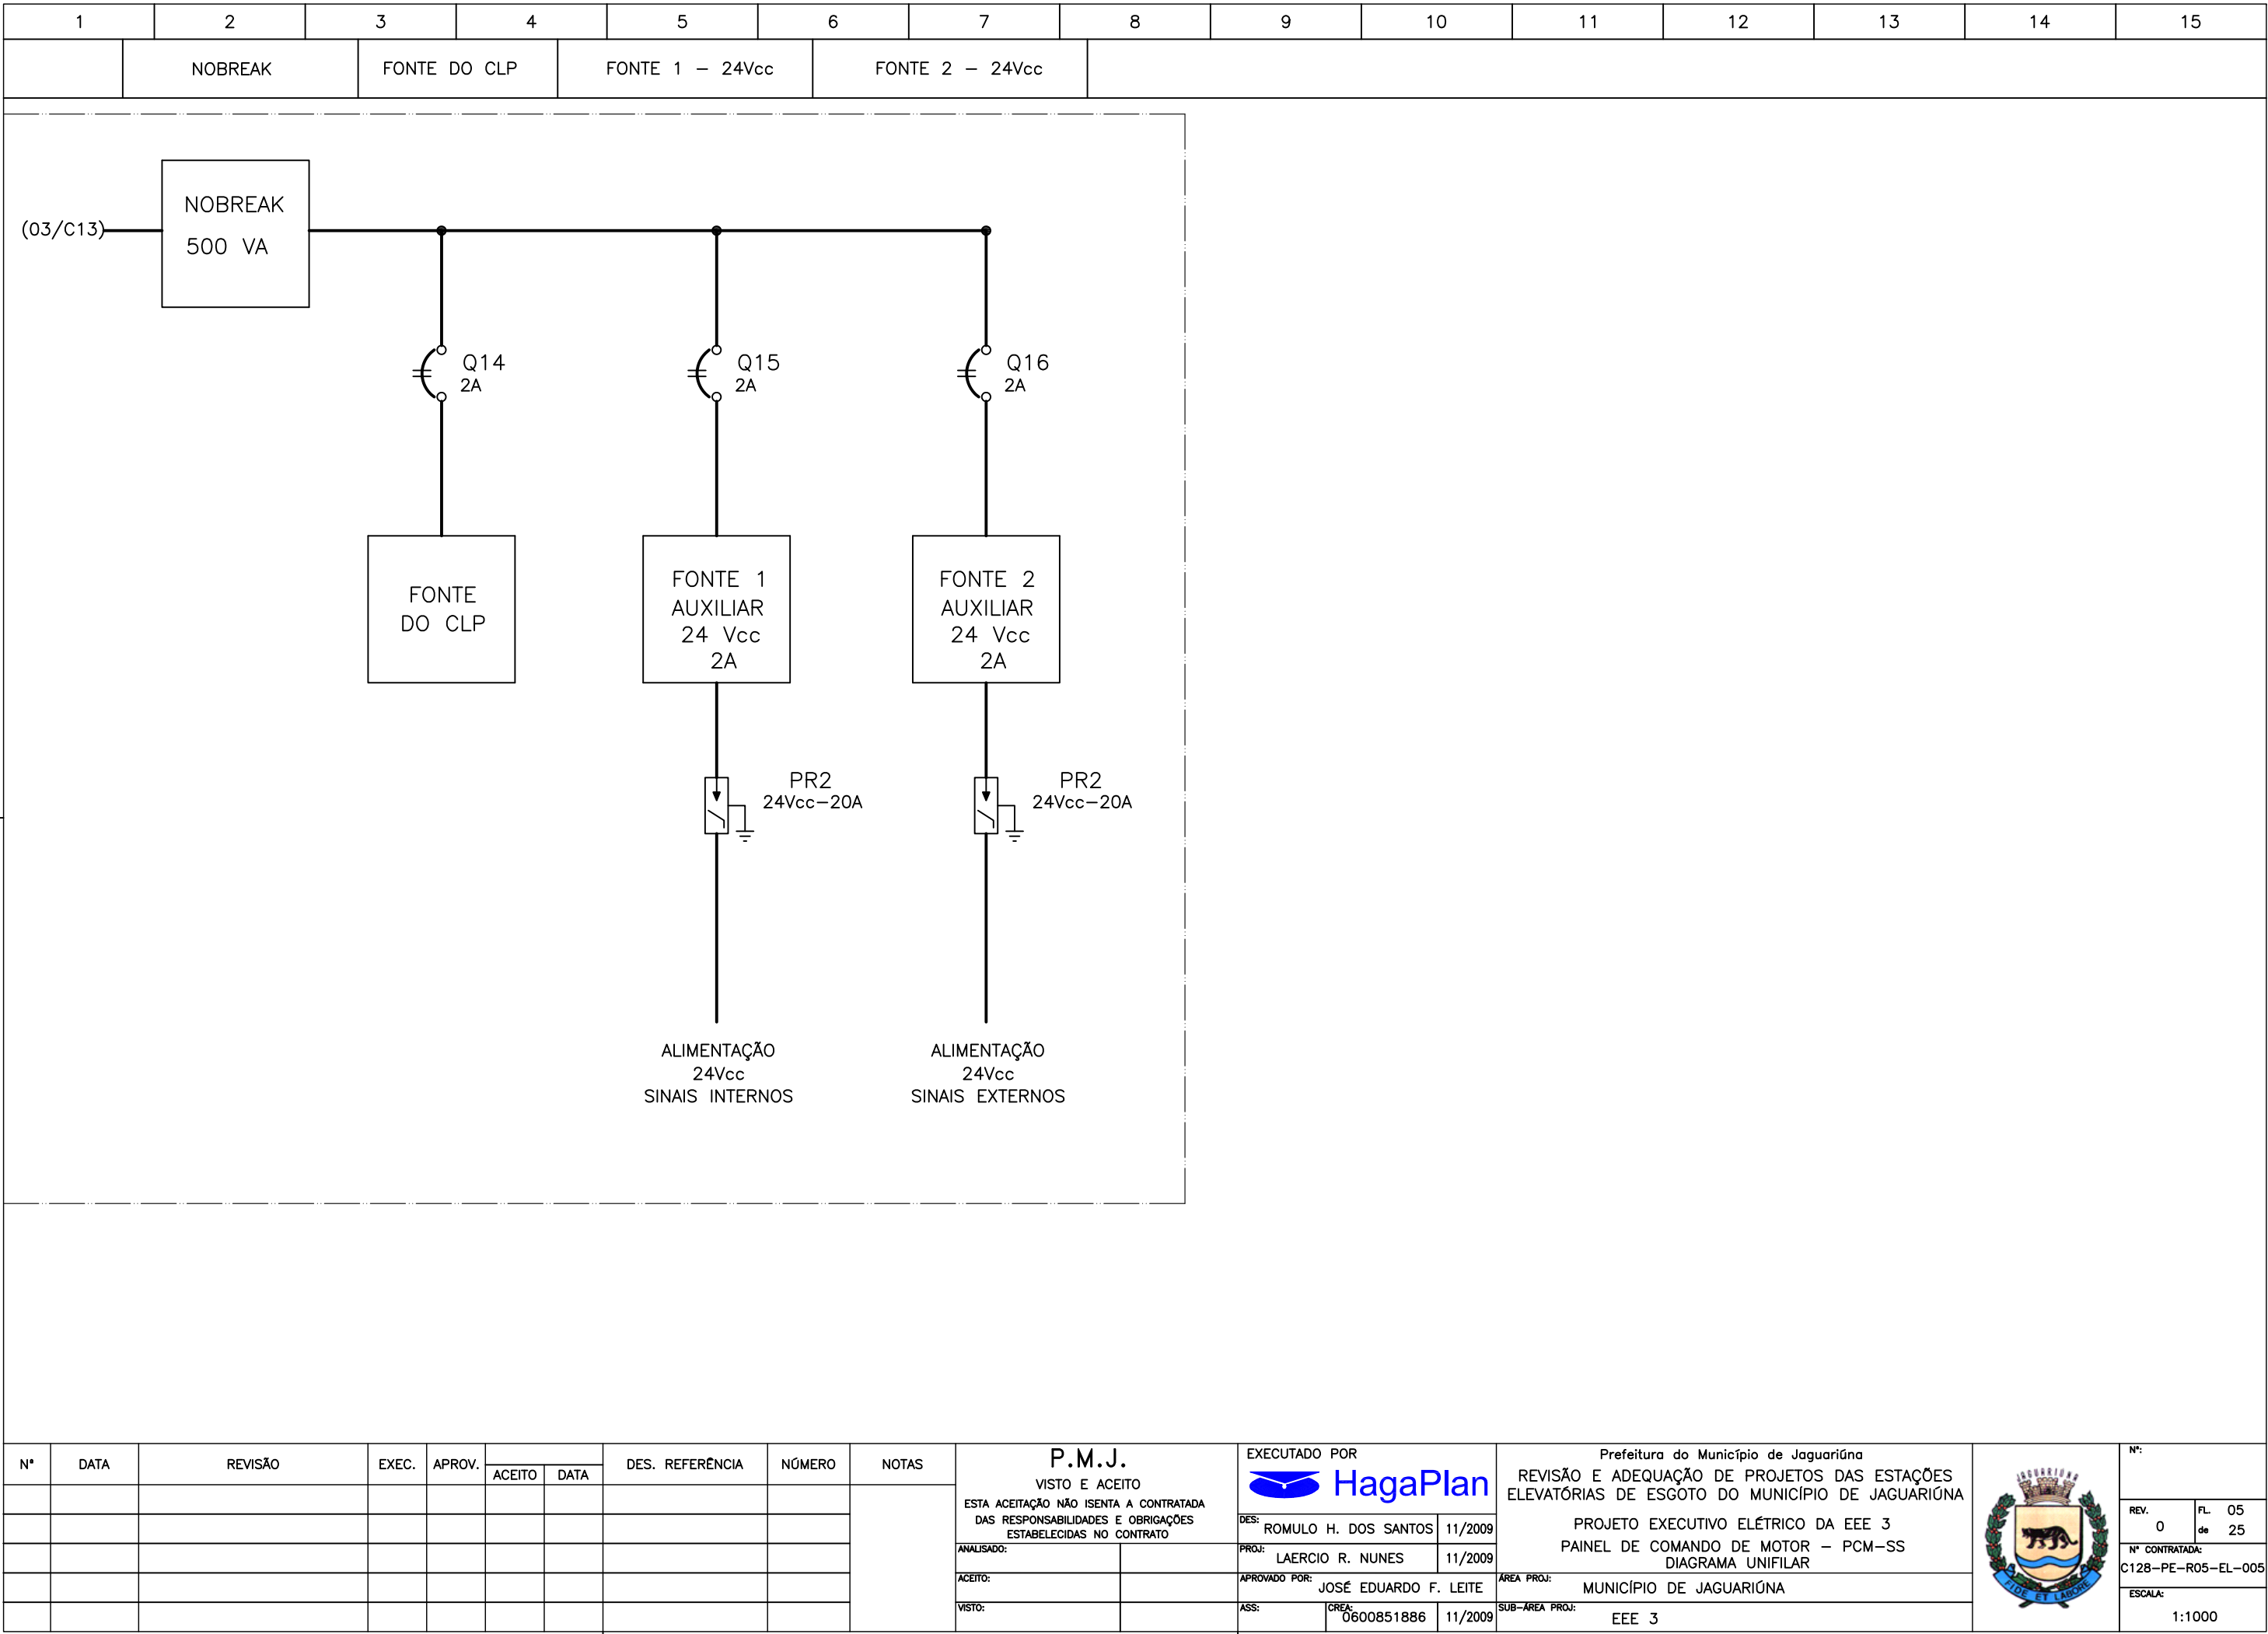 1 2 3 4 5 6 7 8 9 10 11 12 13 14 15
NOBREAK FONTE DO CLP FONTE 1 - 24Vcc FONTE 2 - 24Vcc
(03/C13)
NOBREAK
500 VA
Q14
2A
Q15
2A
Q16
2A
FONTE
DO CLP
FONTE 1
AUXILIAR
24 Vcc
2A
FONTE 2
AUXILIAR
24 Vcc
2A
PR2
24Vcc-20A
PR2
24Vcc-20A
ALIMENTAÇÃO
24Vcc
SINAIS INTERNOS
ALIMENTAÇÃO
24Vcc
SINAIS EXTERNOS
Nº DATA REVISÃO EXEC. APROV. ACEITO DATA DES. REFERÊNCIA NÚMERO NOTAS
P.M.J.
VISTO E ACEITO
ESTA ACEITAÇÃO NÃO ISENTA A CONTRATADA
DAS RESPONSABILIDADES E OBRIGAÇÕES
ESTABELECIDAS NO CONTRATO
ANALISADO:
ACEITO:
VISTO:
EXECUTADO POR
HagaPlan
DES: ROMULO H. DOS SANTOS 11/2009
PROJ: LAERCIO R. NUNES 11/2009
APROVADO POR: JOSÉ EDUARDO F. LEITE
ASS: CREA: 0600851886 11/2009
Prefeitura do Município de Jaguariúna
REVISÃO E ADEQUAÇÃO DE PROJETOS DAS ESTAÇÕES
ELEVATÓRIAS DE ESGOTO DO MUNICÍPIO DE JAGUARIÚNA
PROJETO EXECUTIVO ELÉTRICO DA EEE 3
PAINEL DE COMANDO DE MOTOR - PCM-SS
DIAGRAMA UNIFILAR
ÁREA PROJ: MUNICÍPIO DE JAGUARIÚNA
SUB-ÁREA PROJ: EEE 3
JAGUARIÚNA
FIDE ET LABORE
Nº:
REV. 0
FL. 05
de 25
Nº CONTRATADA:
C128-PE-R05-EL-005
ESCALA:
1:1000